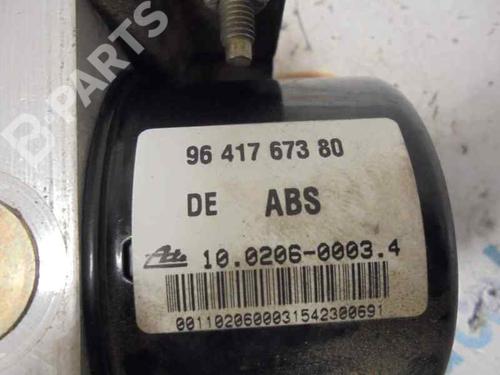 B-PARTS
96 417 673 80
DE ABS
Ate 10.0206-0003.4
0011020600031542300691